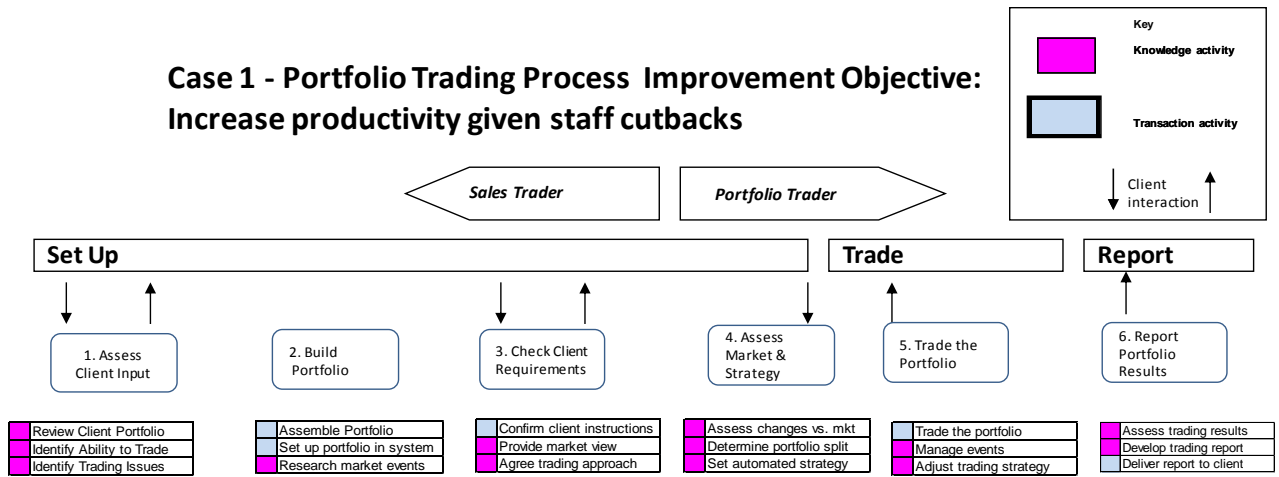 Case 1 - Portfolio Trading Process Improvement Objective:
Increase productivity given staff cutbacks
Key
Knowledge activity
Transaction activity
Client
interaction
Sales Trader
Portfolio Trader
Set Up
Trade
Report
1. Assess
Client Input
2. Build
Portfolio
3. Check Client
Requirements
4. Assess
Market &
Strategy
5. Trade the
Portfolio
6. Report
Portfolio
Results
Review Client Portfolio
Identify Ability to Trade
Identify Trading Issues
Assemble Portfolio
Set up portfolio in system
Research market events
Confirm client instructions
Provide market view
Agree trading approach
Assess changes vs. mkt
Determine portfolio split
Set automated strategy
Trade the portfolio
Manage events
Adjust trading strategy
Assess trading results
Develop trading report
Deliver report to client